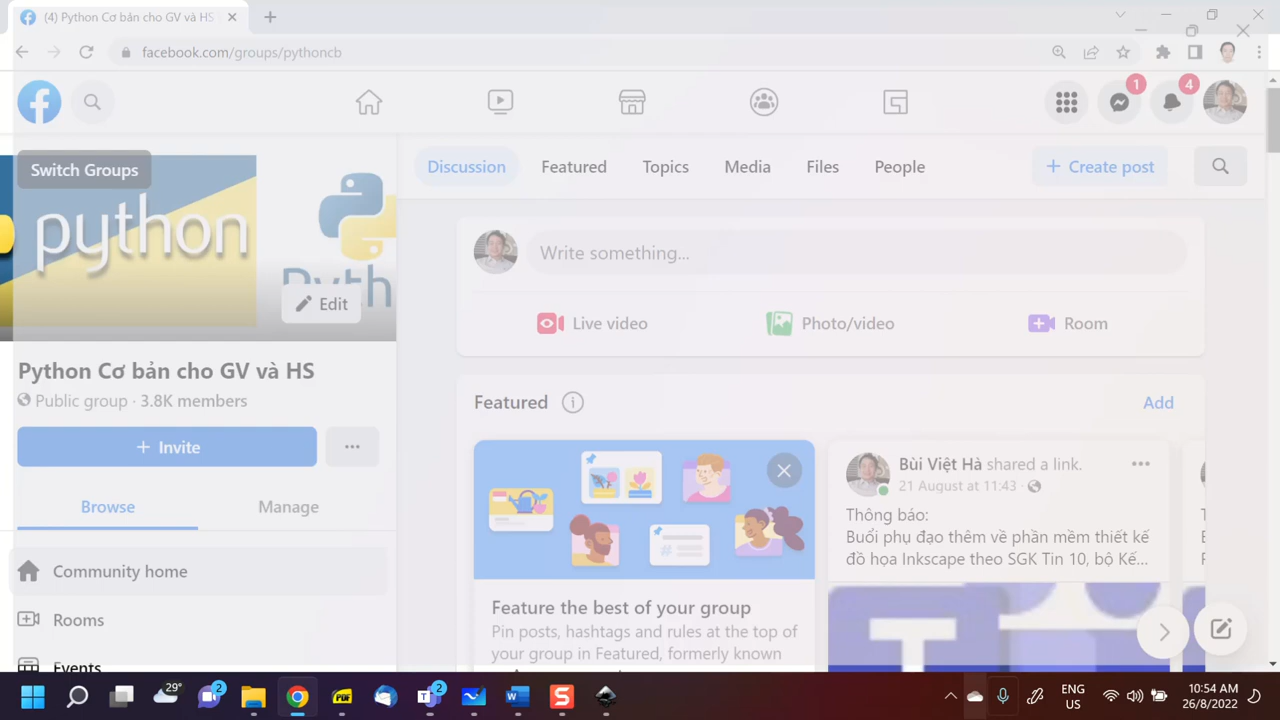 (4) Python Cơ bản cho GV và HS
facebook.com/groups/pythoncb
1
4
Switch Groups
python
Edit
Discussion
Featured
Topics
Media
Files
People
+ Create post
Write something...
Live video
Photo/video
Room
Python Cơ bản cho GV và HS
Public group · 3.8K members
+ Invite
Browse
Manage
Community home
Rooms
Events
Featured
Add
Feature the best of your group
Pin posts, hashtags and rules at the top of
your group in Featured, formerly known
Bùi Việt Hà shared a link.
21 August at 11:43
Thông báo:
Buổi phụ đạo thêm về phần mềm thiết kế
đồ họa Inkscape theo SGK Tin 10, bộ Kế...
29°
2
PDF
2
ENG
US
10:54 AM
26/8/2022